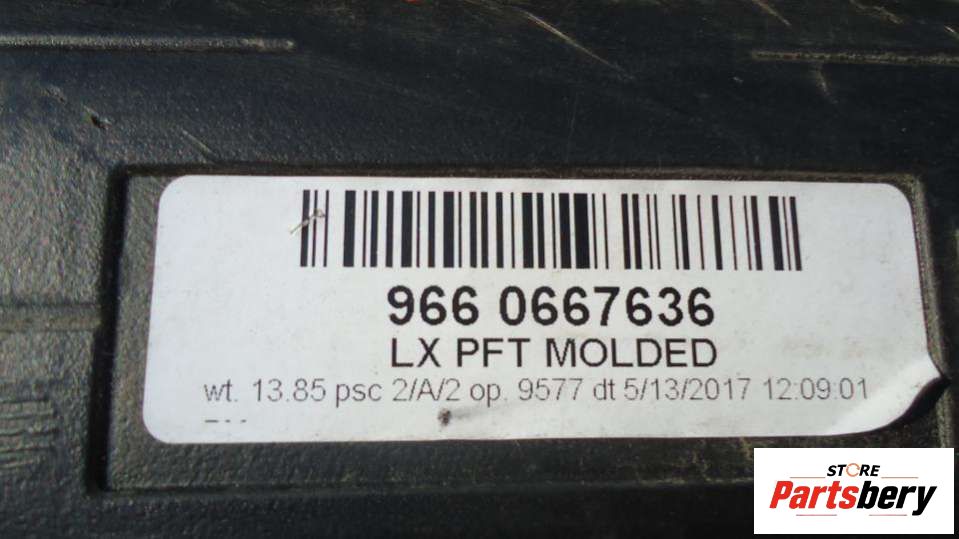 966 0667636
LX PFT MOLDED
wt. 13.85 psc 2/A/2 op. 9577 dt 5/13/2017 12:09:01
STORE
Partsbery